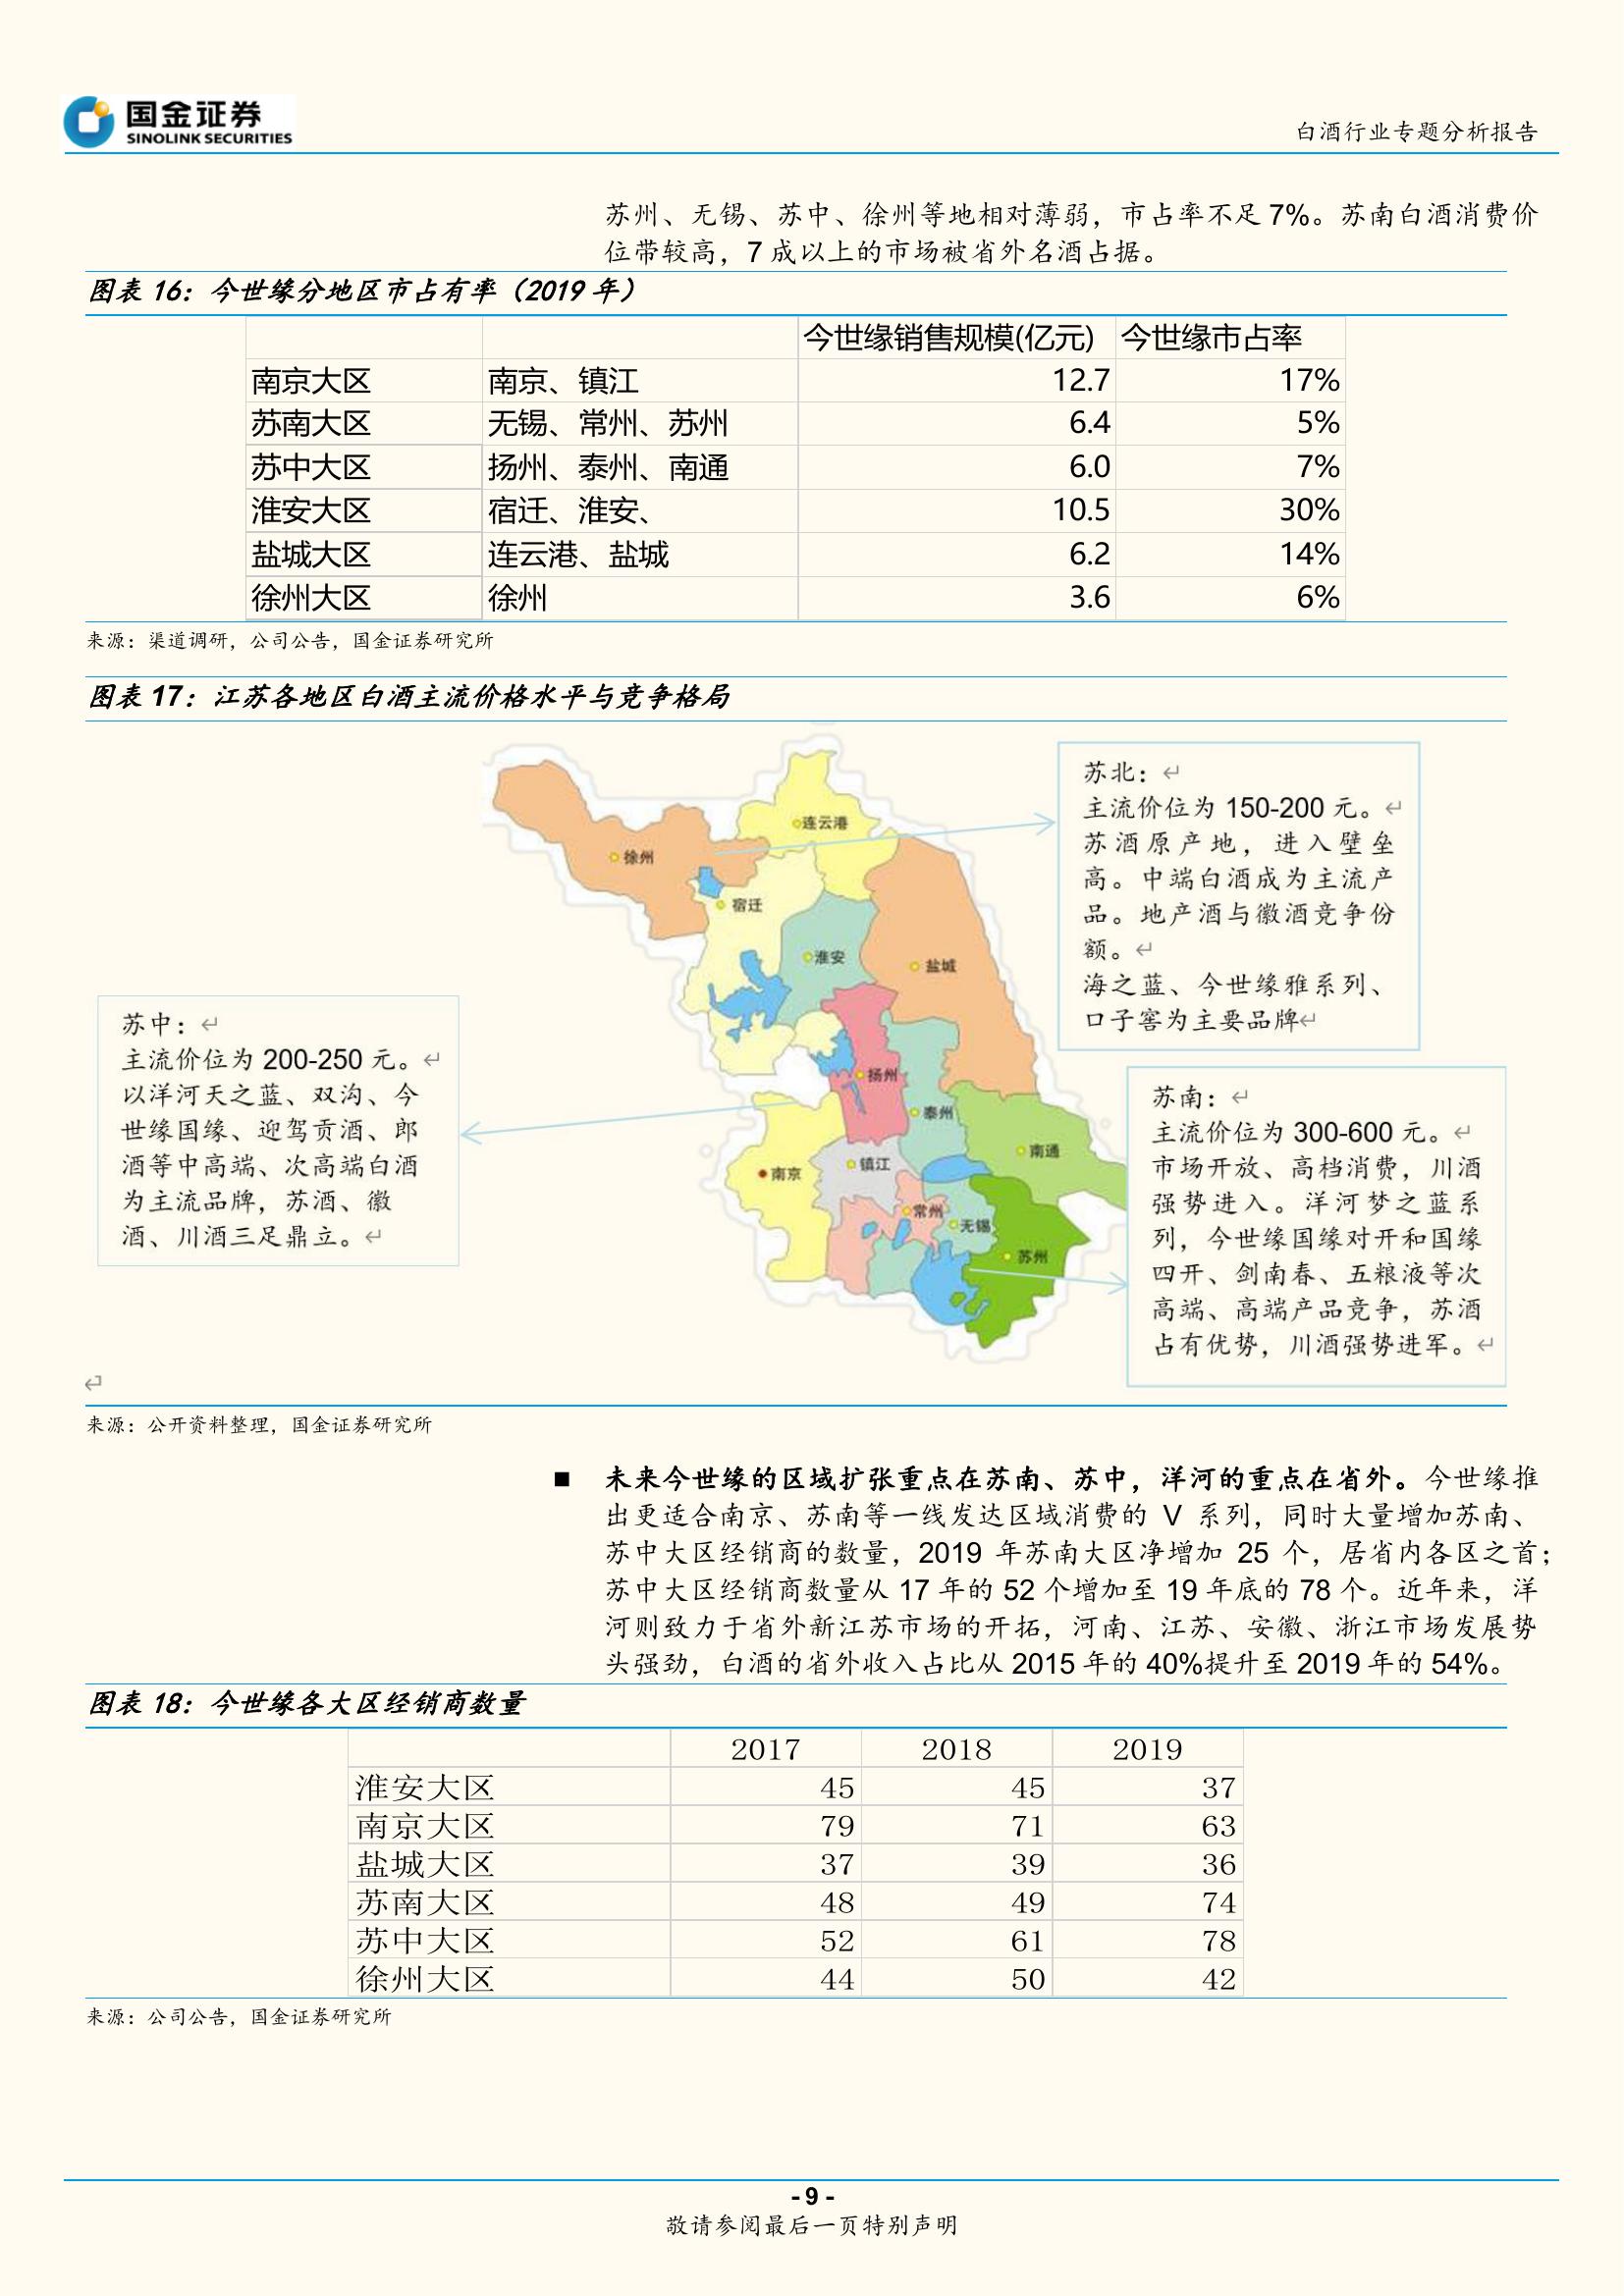 国金证券
SINOLINK SECURITIES
白酒行业专题分析报告
苏州、无锡、苏中、徐州等地相对薄弱，市占率不足 7%。苏南白酒消费价
位带较高，7 成以上的市场被省外名酒占据。
图表 16：今世缘分地区市占有率（2019 年）
今世缘销售规模(亿元) 今世缘市占率
南京大区 南京、镇江 12.7 17%
苏南大区 无锡、常州、苏州 6.4 5%
苏中大区 扬州、泰州、南通 6.0 7%
淮安大区 宿迁、淮安、 10.5 30%
盐城大区 连云港、盐城 6.2 14%
徐州大区 徐州 3.6 6%
来源：渠道调研，公司公告，国金证券研究所
图表 17：江苏各地区白酒主流价格水平与竞争格局
苏北：
主流价位为 150-200 元。
苏酒原产地，进入壁垒
高。中端白酒成为主流产
品。地产酒与徽酒竞争份
额。
海之蓝、今世缘雅系列、
口子窖为主要品牌
连云港
徐州
宿迁
淮安
盐城
扬州
泰州
南通
镇江
南京
常州
无锡
苏州
苏中：
主流价位为 200-250 元。
以洋河天之蓝、双沟、今
世缘国缘、迎驾贡酒、郎
酒等中高端、次高端白酒
为主流品牌，苏酒、徽
酒、川酒三足鼎立。
苏南：
主流价位为 300-600 元。
市场开放、高档消费，川酒
强势进入。洋河梦之蓝系
列，今世缘国缘对开和国缘
四开、剑南春、五粮液等次
高端、高端产品竞争，苏酒
占有优势，川酒强势进军。
来源：公开资料整理，国金证券研究所
■ 未来今世缘的区域扩张重点在苏南、苏中，洋河的重点在省外。今世缘推
出更适合南京、苏南等一线发达区域消费的 V 系列，同时大量增加苏南、
苏中大区经销商的数量，2019 年苏南大区净增加 25 个，居省内各区之首；
苏中大区经销商数量从 17 年的 52 个增加至 19 年底的 78 个。近年来，洋
河则致力于省外新江苏市场的开拓，河南、江苏、安徽、浙江市场发展势
头强劲，白酒的省外收入占比从 2015 年的 40%提升至 2019 年的 54%。
图表 18：今世缘各大区经销商数量
2017 2018 2019
淮安大区 45 45 37
南京大区 79 71 63
盐城大区 37 39 36
苏南大区 48 49 74
苏中大区 52 61 78
徐州大区 44 50 42
来源：公司公告，国金证券研究所
- 9 -
敬请参阅最后一页特别声明